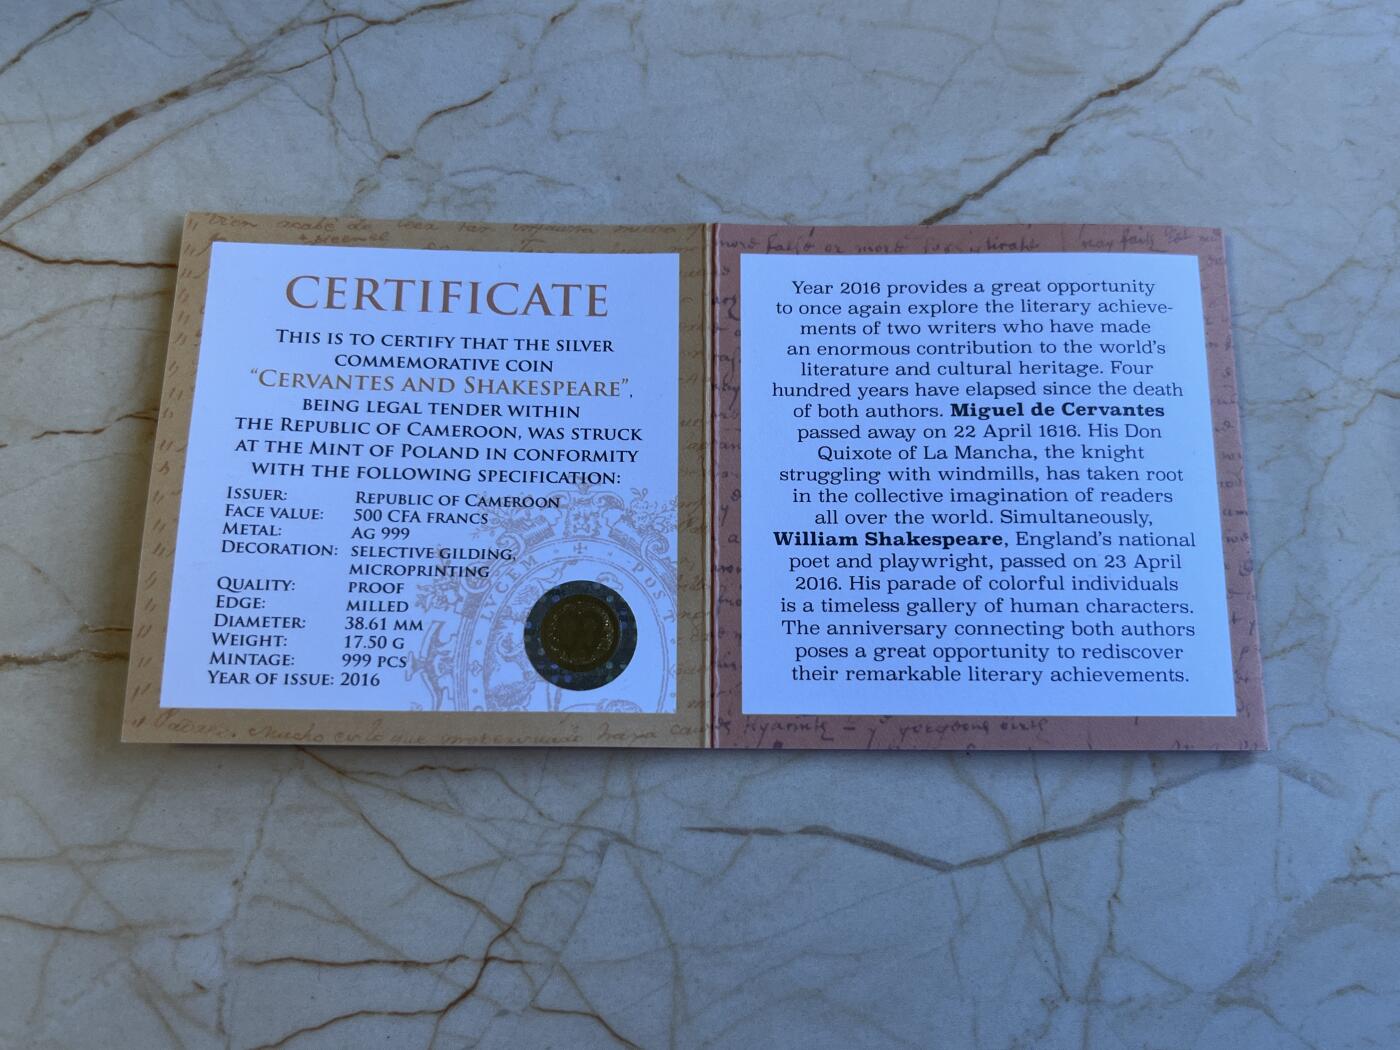 CERTIFICATE
THIS IS TO CERTIFY THAT THE SILVER
COMMEMORATIVE COIN
“CERVANTES AND SHAKESPEARE”,
BEING LEGAL TENDER WITHIN
THE REPUBLIC OF CAMEROON, WAS STRUCK
AT THE MINT OF POLAND IN CONFORMITY
WITH THE FOLLOWING SPECIFICATION:
ISSUER: REPUBLIC OF CAMEROON
FACE VALUE: 500 CFA FRANCS
METAL: AG 999
DECORATION: SELECTIVE GILDING,
MICROPRINTING
QUALITY: PROOF
EDGE: MILLED
DIAMETER: 38.61 MM
WEIGHT: 17.50 G
MINTAGE: 999 PCS
YEAR OF ISSUE: 2016
LUCEM
POST
Year 2016 provides a great opportunity
to once again explore the literary achieve-
ments of two writers who have made
an enormous contribution to the world's
literature and cultural heritage. Four
hundred years have elapsed since the death
of both authors. Miguel de Cervantes
passed away on 22 April 1616. His Don
Quixote of La Mancha, the knight
struggling with windmills, has taken root
in the collective imagination of readers
all over the world. Simultaneously,
William Shakespeare, England's national
poet and playwright, passed on 23 April
2016. His parade of colorful individuals
is a timeless gallery of human characters.
The anniversary connecting both authors
poses a great opportunity to rediscover
their remarkable literary achievements.